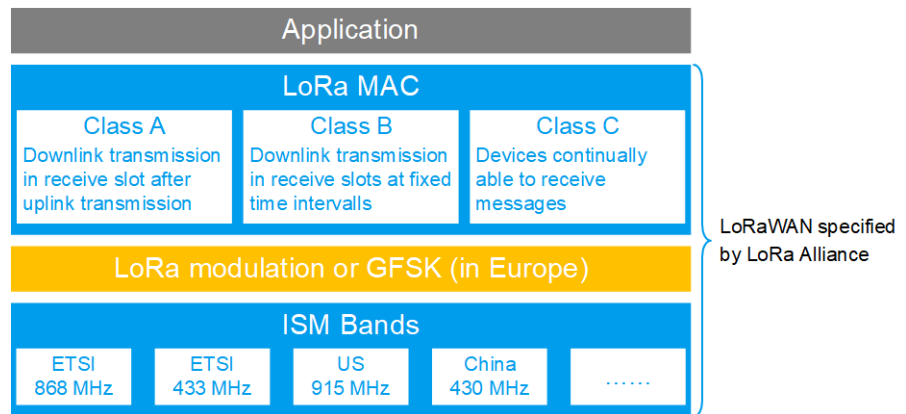 Application
LoRa MAC
Class A
Downlink transmission
in receive slot after
uplink transmission
Class B
Downlink transmission
in receive slots at fixed
time intervalls
Class C
Devices continually
able to receive
messages
LoRaWAN specified
by LoRa Alliance
LoRa modulation or GFSK (in Europe)
ISM Bands
ETSI
868 MHz
ETSI
433 MHz
US
915 MHz
China
430 MHz
……